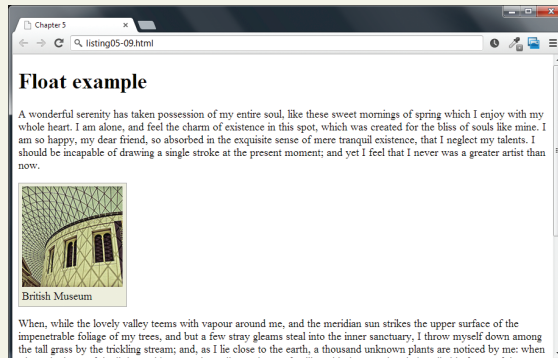 Chapter 5
listing05-09.html
Float example
A wonderful serenity has taken possession of my entire soul, like these sweet mornings of spring which I enjoy with my
whole heart. I am alone, and feel the charm of existence in this spot, which was created for the bliss of souls like mine. I
am so happy, my dear friend, so absorbed in the exquisite sense of mere tranquil existence, that I neglect my talents. I
should be incapable of drawing a single stroke at the present moment; and yet I feel that I never was a greater artist than
now.
British Museum
When, while the lovely valley teems with vapour around me, and the meridian sun strikes the upper surface of the
impenetrable foliage of my trees, and but a few stray gleams steal into the inner sanctuary, I throw myself down among
the tall grass by the trickling stream; and, as I lie close to the earth, a thousand unknown plants are noticed by me: when